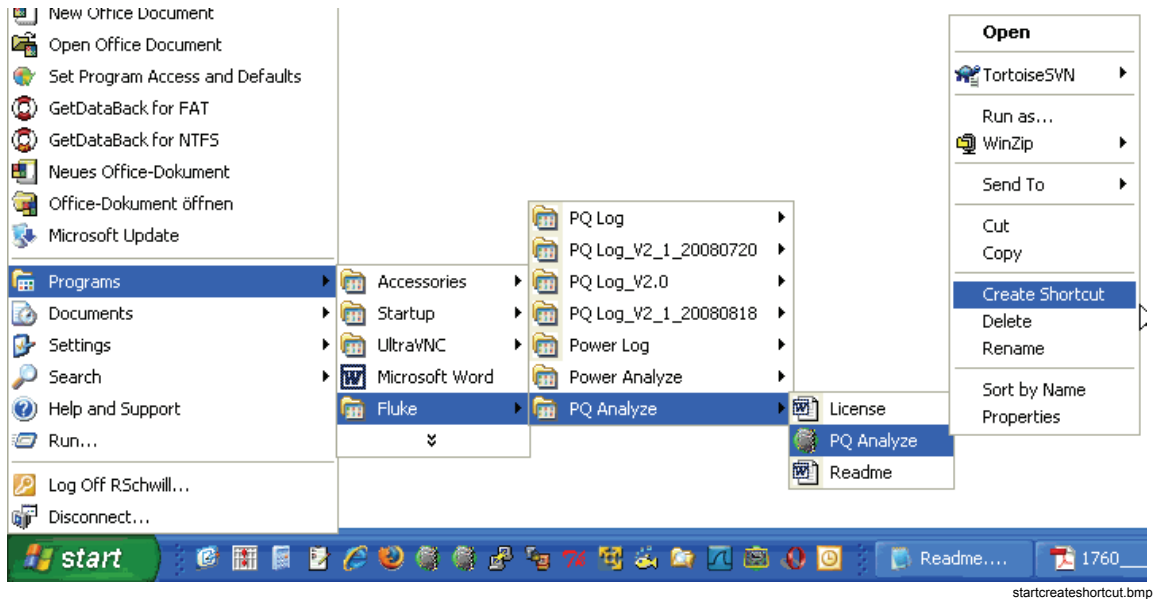 New Office Document
Open Office Document
Set Program Access and Defaults
GetDataBack for FAT
GetDataBack for NTFS
Neues Office-Dokument
Office-Dokument öffnen
Microsoft Update
Programs
Documents
Settings
Search
Help and Support
Run...
Log Off RSchwill...
Disconnect...
Accessories
Startup
UltraVNC
Microsoft Word
Fluke
PQ Log
PQ Log_V2_1_20080720
PQ Log_V2.0
PQ Log_V2_1_20080818
Power Log
Power Analyze
PQ Analyze
License
PQ Analyze
Readme
Open
TortoiseSVN
Run as...
WinZip
Send To
Cut
Copy
Create Shortcut
Delete
Rename
Sort by Name
Properties
start
Readme....
1760___
startcreateshortcut.bmp